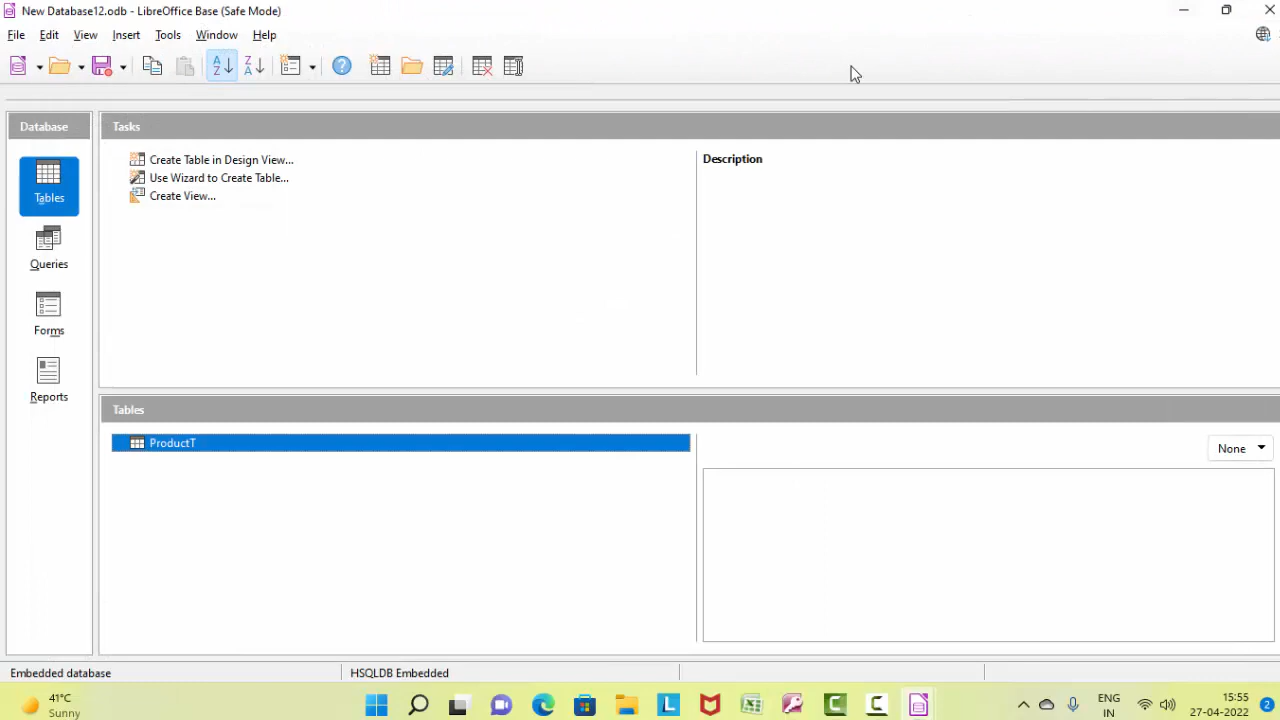 New Database12.odb - LibreOffice Base (Safe Mode)
File Edit View Insert Tools Window Help
Database
Tables
Queries
Forms
Reports
Tasks
Create Table in Design View...
Use Wizard to Create Table...
Create View...
Description
Tables
ProductT
None
Embedded database
HSQLDB Embedded
41°C
Sunny
ENG
IN
15:55
27-04-2022
2